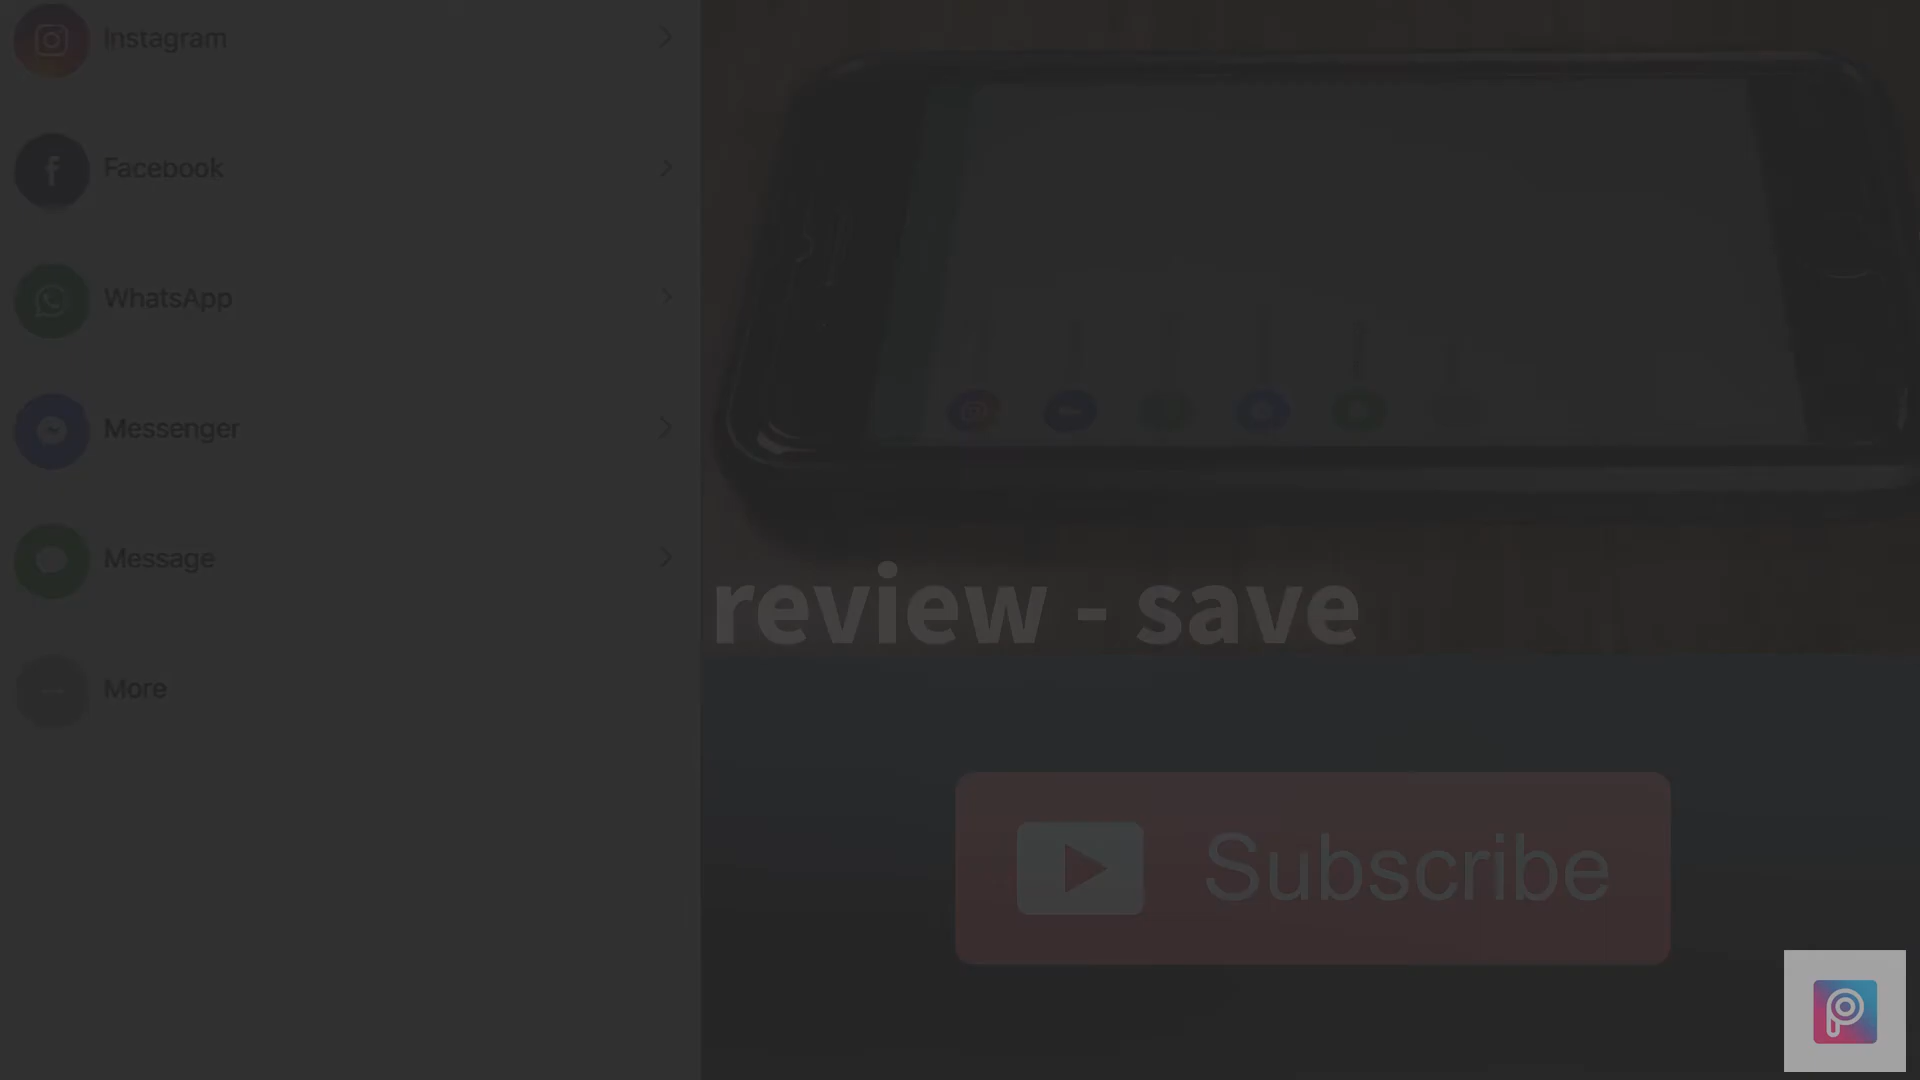 Instagram
Facebook
WhatsApp
Messenger
Message
More
review - save
Subscribe